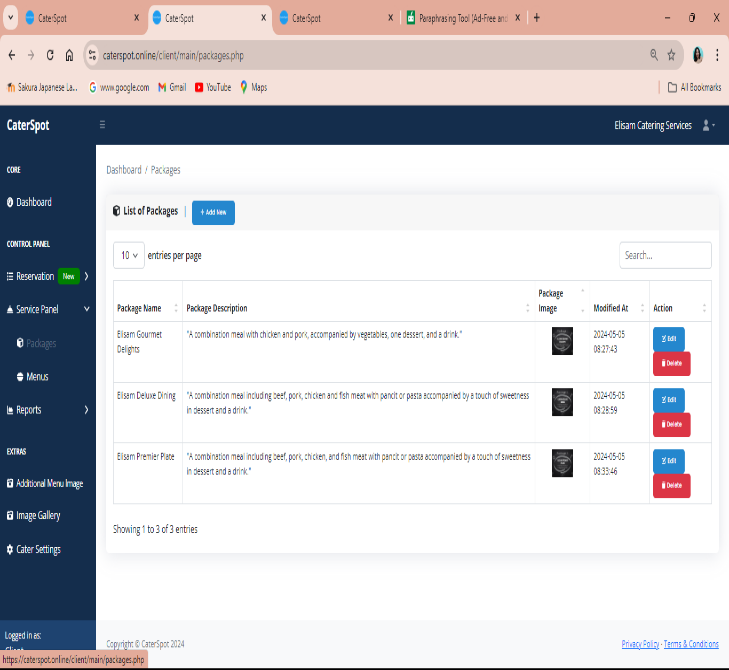 CaterSpot
CaterSpot
CaterSpot
Paraphrasing Tool (Ad-Free and
caterspot.online/client/main/packages.php
Sakura Japanese La...
www.google.com
Gmail
YouTube
Maps
All Bookmarks
CaterSpot
Elisam Catering Services
CORE
Dashboard
CONTROL PANEL
Reservation New
Service Panel
Packages
Menus
Reports
EXTRAS
Additional Menu Image
Image Gallery
Cater Settings
Logged in as:
https://caterspot.online/client/main/packages.php
Dashboard / Packages
List of Packages | + Add New
10 entries per page
Search...
Package Name Package Description Package Image Modified At Action
Elisam Gourmet Delights
"A combination meal with chicken and pork, accompanied by vegetables, one dessert, and a drink."
2024-05-05
08:27:43
Edit
Delete
Elisam Deluxe Dining
"A combination meal including beef, pork, chicken and fish meat with pancit or pasta accompanied by a touch of sweetness
in dessert and a drink."
2024-05-05
08:28:59
Edit
Delete
Elisam Premier Plate
"A combination meal including beef, pork, chicken, and fish meat with pancit or pasta accompanied by a touch of sweetness
in dessert and a drink."
2024-05-05
08:33:46
Edit
Delete
Showing 1 to 3 of 3 entries
Copyright © CaterSpot 2024
Privacy Policy · Terms & Conditions